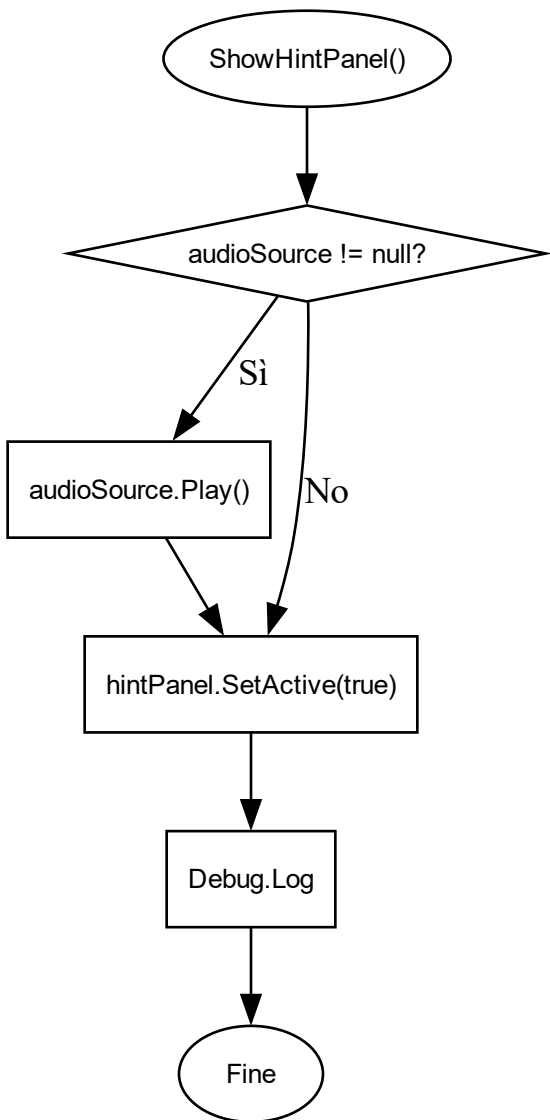 ShowHintPanel()
audioSource != null?
Sì
audioSource.Play()
No
hintPanel.SetActive(true)
Debug.Log
Fine